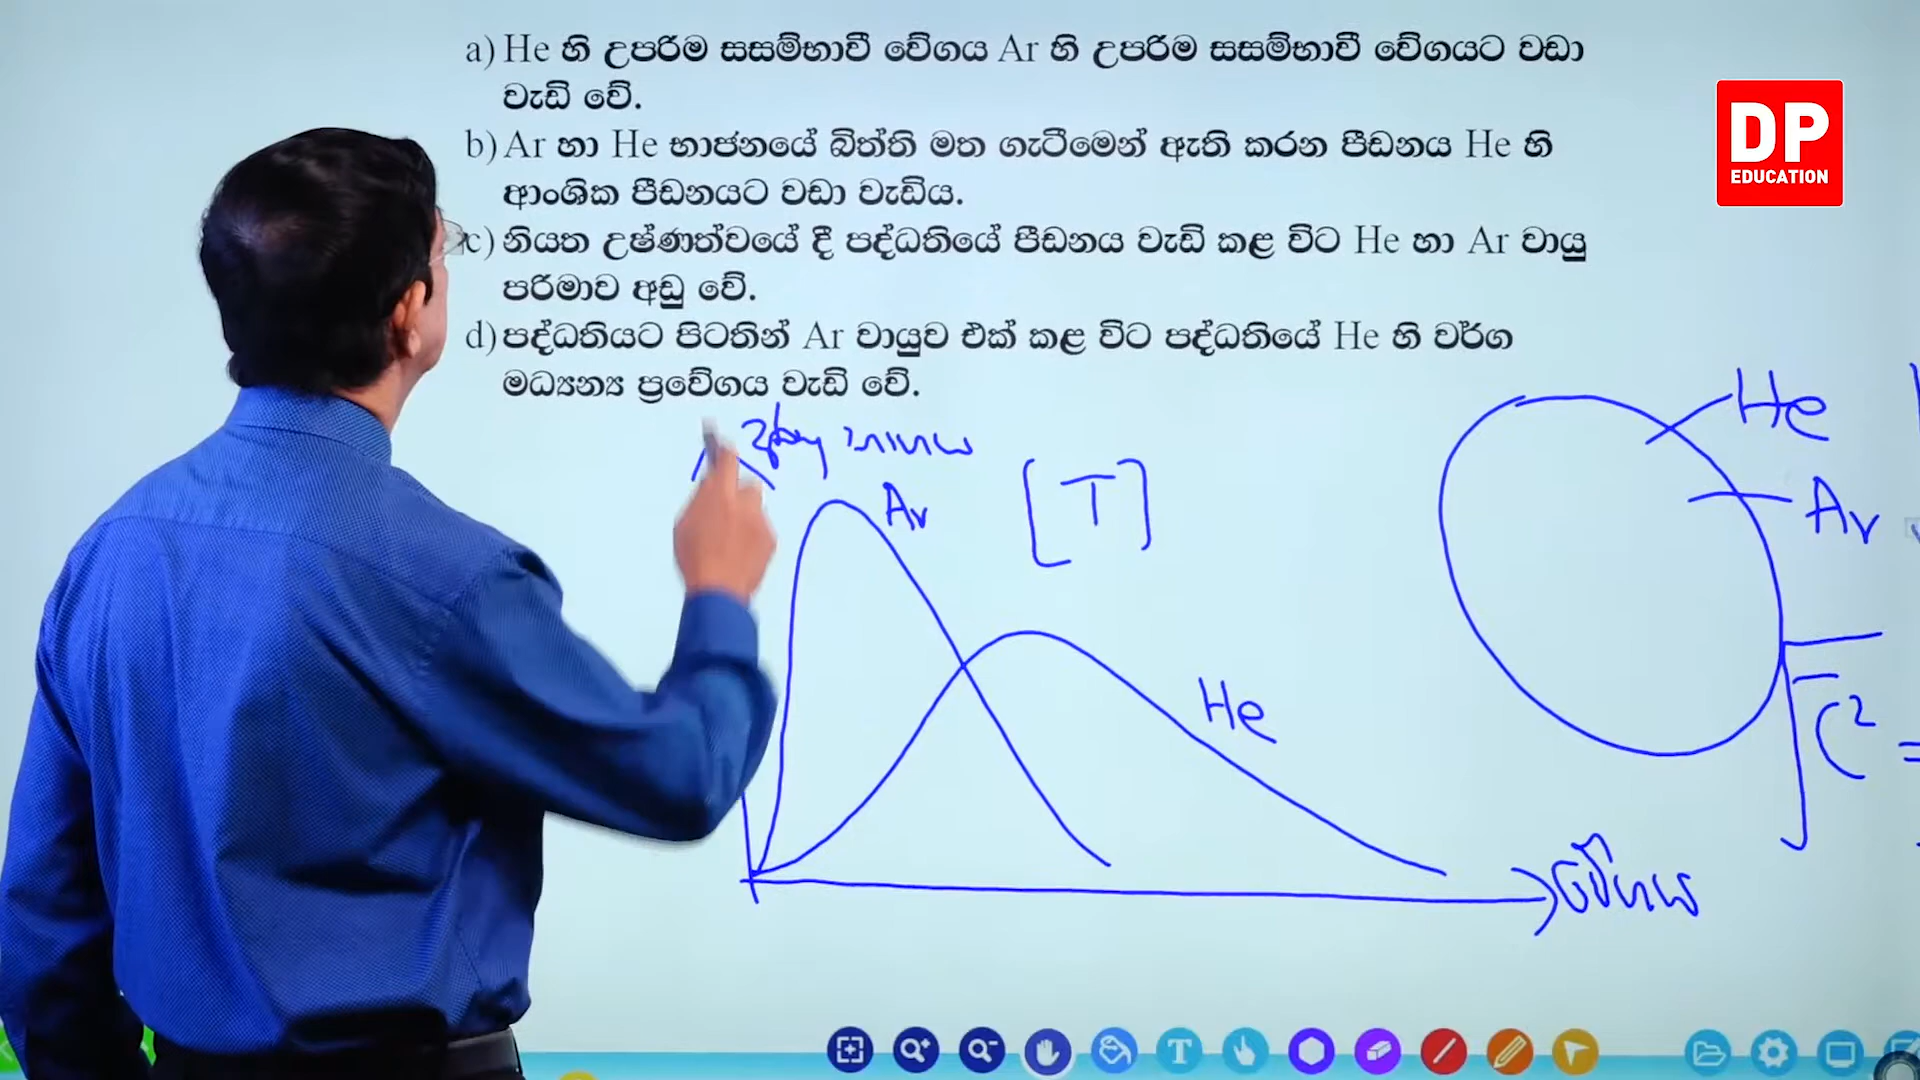 a) He හි උපරිම සසම්භාවී වේගය Ar හි උපරිම සසම්භාවී වේගයට වඩා
වැඩි වේ.
b) Ar හා He භාජනයේ බිත්ති මත ගැටීමෙන් ඇති කරන පීඩනය He හි
ආංශික පීඩනයට වඩා වැඩිය.
c) නියත උෂ්ණත්වයේ දී පද්ධතියේ පීඩනය වැඩි කළ විට He හා Ar වායු
පරිමාව අඩු වේ.
d) පද්ධතියට පිටතින් Ar වායුව එක් කළ විට පද්ධතියේ He හි වර්ග
මධ්‍යන්‍ය ප්‍රවේගය වැඩි වේ.
DP
EDUCATION
භාගය
Ar
[T]
He
He
Ar
C² =
වේගය